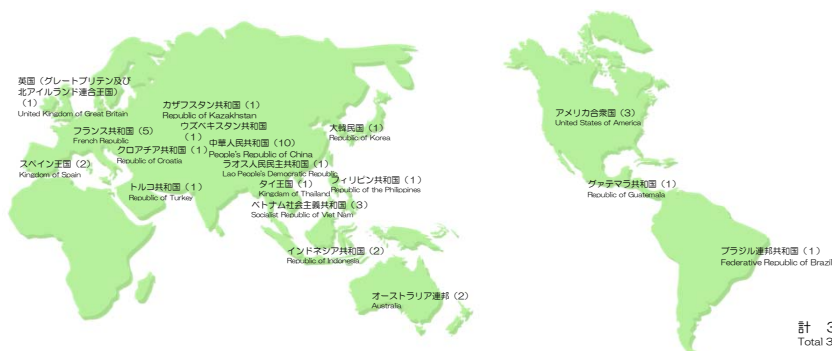 英国（グレートブリテン及び
北アイルランド連合王国）
（1）
United Kingdom of Great Britain
カザフスタン共和国（1）
Republic of Kazakhstan
ウズベキスタン共和国
（1）
フランス共和国（5）
French Republic
中華人民共和国（10）
People's Republic of China
大韓民国（1）
Republic of Korea
クロアチア共和国（1）
Republic of Croatia
スペイン王国（2）
Kingdom of Spain
ラオス人民民主共和国（1）
Lao People's Democratic Republic
トルコ共和国（1）
Republic of Turkey
タイ王国（1）
Kingdam of Thailand
フィリピン共和国（1）
Republic of the Philippines
ベトナム社会主義共和国（3）
Socialist Republic of Viet Nam
インドネシア共和国（2）
Republic of Indonesia
オーストラリア連邦（2）
Australia
アメリカ合衆国（3）
United States of America
グァテマラ共和国（1）
Republic of Guatemala
ブラジル連邦共和国（1）
Federative Republic of Brazil
計 3
Total 3